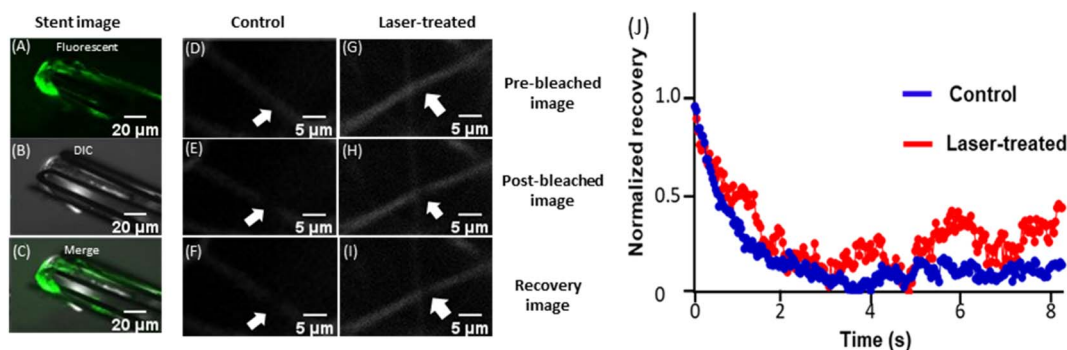 Stent image
Control
Laser-treated
(A)
Fluorescent
20 µm
(B)
DIC
20 µm
(C)
Merge
20 µm
(D)
5 µm
(E)
5 µm
(F)
5 µm
(G)
5 µm
(H)
5 µm
(I)
5 µm
Pre-bleached
image
Post-bleached
image
Recovery
image
(J)
Normalized recovery
1.0
0.5
0
Control
Laser-treated
0
2
4
6
8
Time (s)